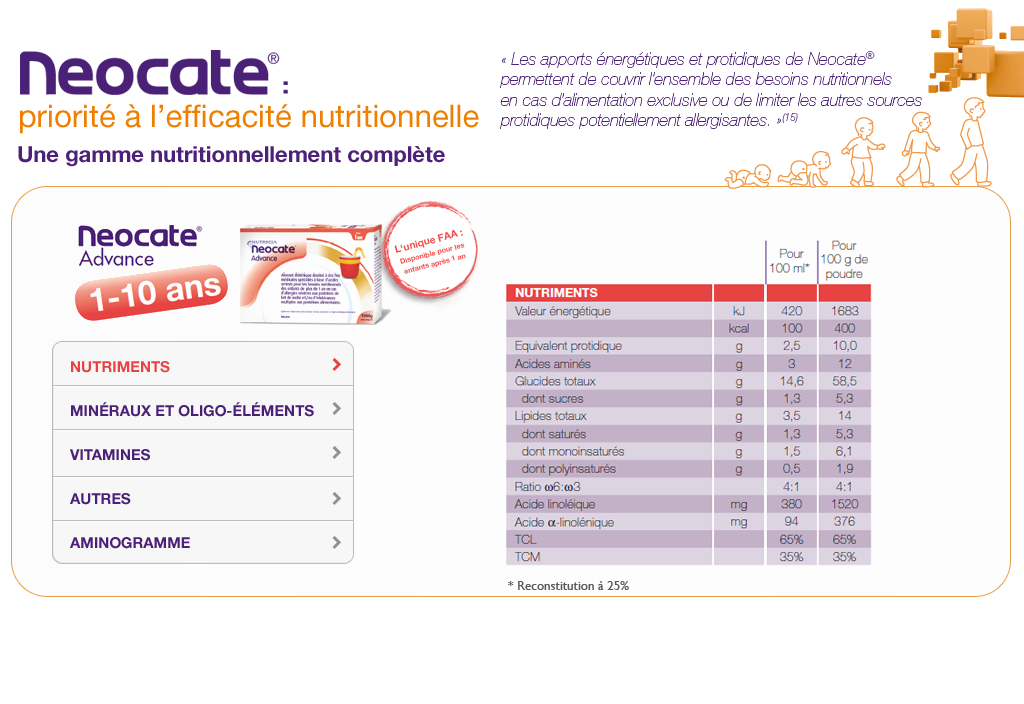 Neocate® :
priorité à l'efficacité nutritionnelle
Une gamme nutritionnellement complète
« Les apports énergétiques et protidiques de Neocate®
permettent de couvrir l'ensemble des besoins nutritionnels
en cas d'alimentation exclusive ou de limiter les autres sources
protidiques potentiellement allergisantes. »(15)
Neocate®
Advance
1-10 ans
NUTRICIA
Neocate®
Advance
L'unique FAA :
Disponible pour les
enfants après 1 an
NUTRIMENTS
MINÉRAUX ET OLIGO-ÉLÉMENTS
VITAMINES
AUTRES
AMINOGRAMME
Pour
100 ml*
Pour
100 g de
poudre
NUTRIMENTS
Valeur énergétique kJ 420 1683
kcal 100 400
Equivalent protidique g 2,5 10,0
Acides aminés g 3 12
Glucides totaux g 14,6 58,5
dont sucres g 1,3 5,3
Lipides totaux g 3,5 14
dont saturés g 1,3 5,3
dont monoinsaturés g 1,5 6,1
dont polyinsaturés g 0,5 1,9
Ratio ω6:ω3 4:1 4:1
Acide linoléique mg 380 1520
Acide α-linolénique mg 94 376
TCL 65% 65%
TCM 35% 35%
* Reconstitution à 25%